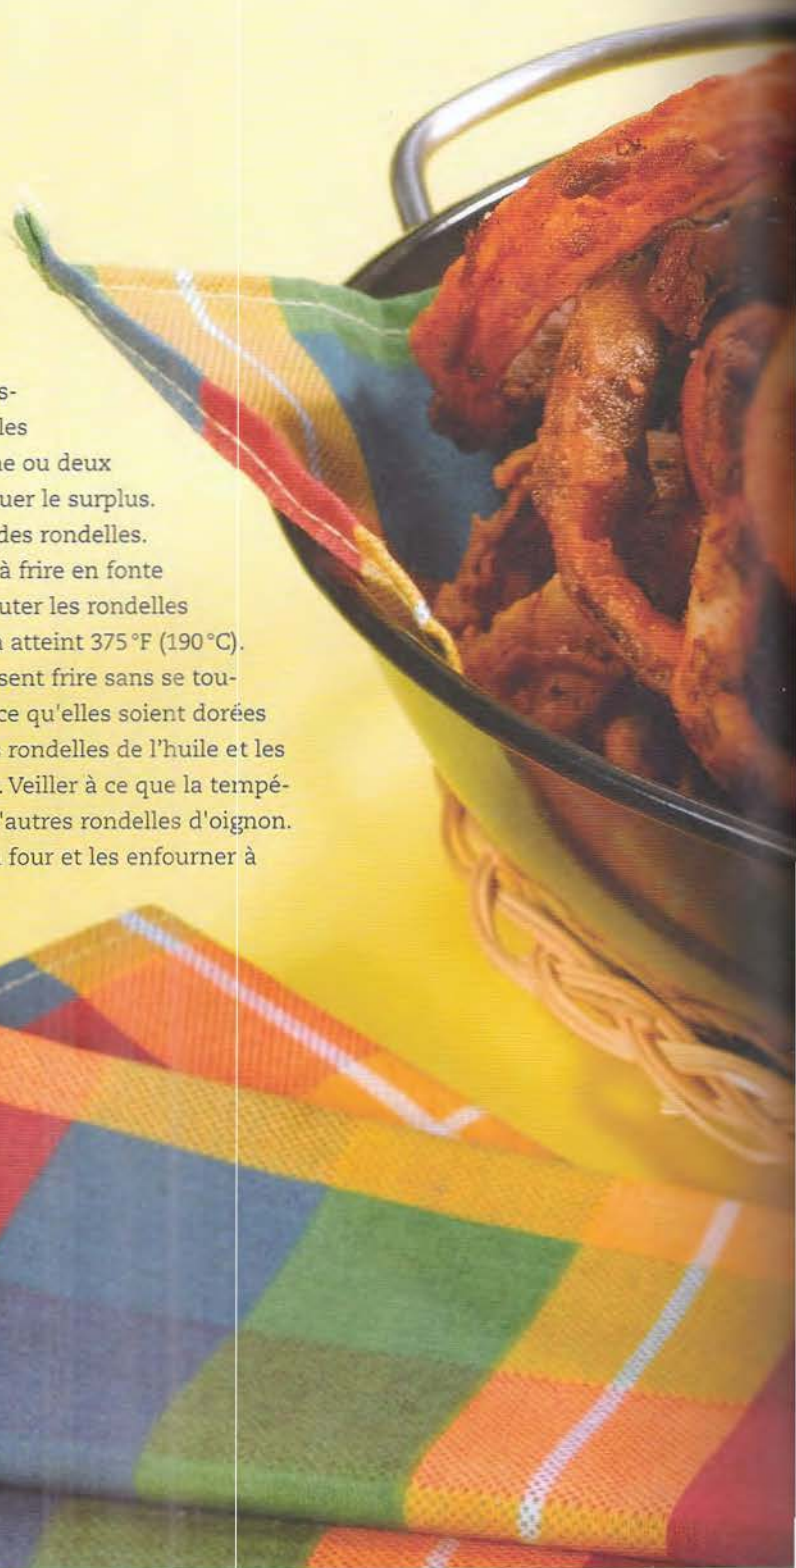 s-
les
ne ou deux
uer le surplus.
des rondelles.
à frire en fonte
uter les rondelles
atteint 375 °F (190 °C).
sent frire sans se tou-
ce qu'elles soient dorées
rondelles de l'huile et les
. Veiller à ce que la tempé-
'autres rondelles d'oignon.
four et les enfourner à